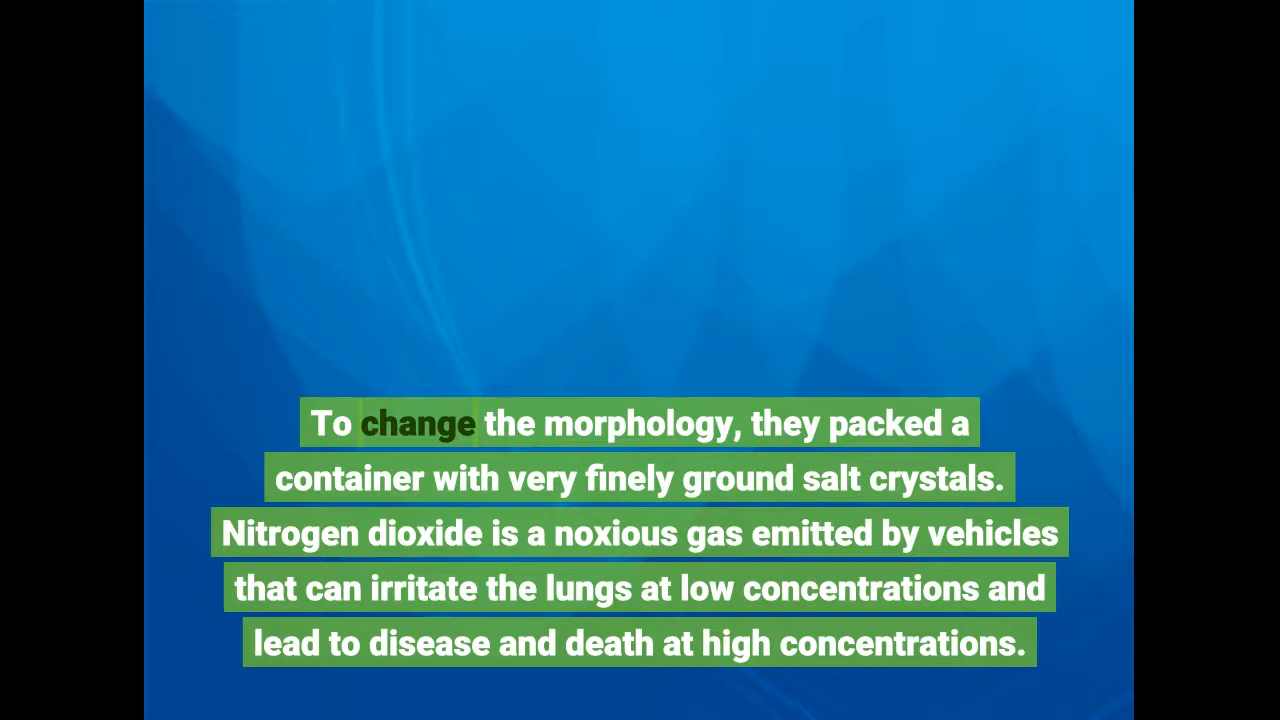 To change the morphology, they packed a
container with very finely ground salt crystals.
Nitrogen dioxide is a noxious gas emitted by vehicles
that can irritate the lungs at low concentrations and
lead to disease and death at high concentrations.